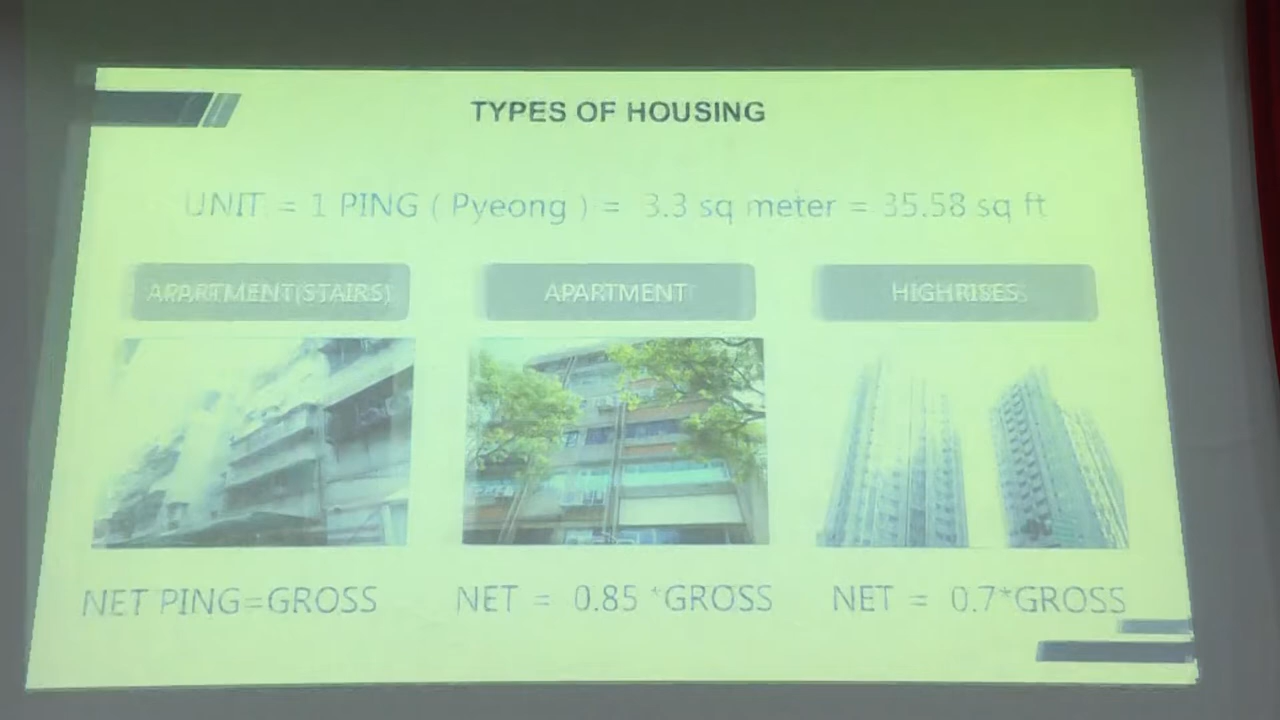 TYPES OF HOUSING
UNIT = 1 PING ( Pyeong ) = 3.3 sq meter = 35.58 sq ft
APARTMENT(STAIRS)
APARTMENT
HIGHRISES
NET PING=GROSS
NET = 0.85 *GROSS
NET = 0.7*GROSS